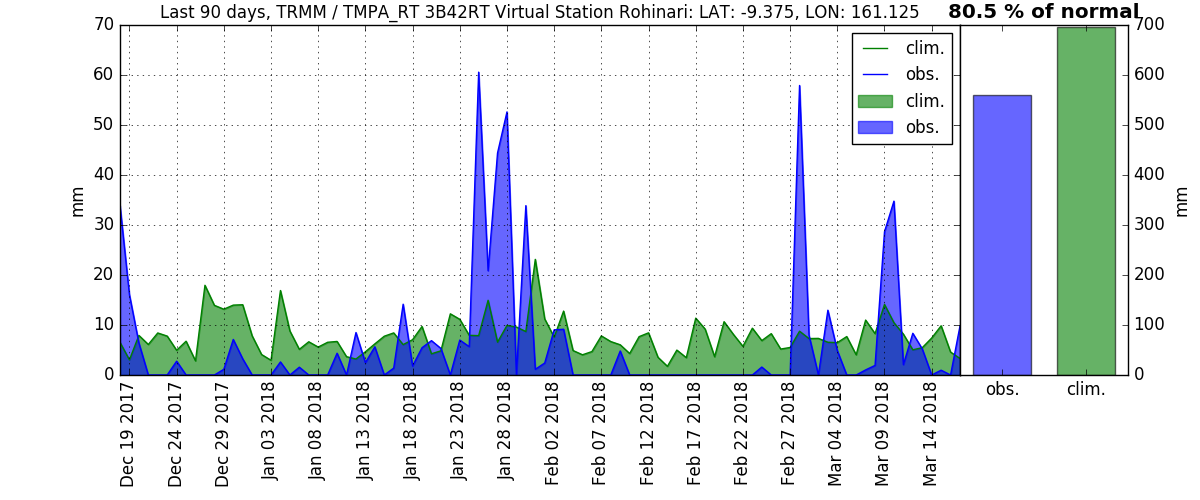 Last 90 days, TRMM / TMPA_RT 3B42RT Virtual Station Rohinari: LAT: -9.375, LON: 161.125
80.5 % of normal
70
60
50
40
30
20
10
0
mm
clim.
obs.
clim.
obs.
700
600
500
400
300
200
100
0
mm
obs.
clim.
Dec 19 2017
Dec 24 2017
Dec 29 2017
Jan 03 2018
Jan 08 2018
Jan 13 2018
Jan 18 2018
Jan 23 2018
Jan 28 2018
Feb 02 2018
Feb 07 2018
Feb 12 2018
Feb 17 2018
Feb 22 2018
Feb 27 2018
Mar 04 2018
Mar 09 2018
Mar 14 2018